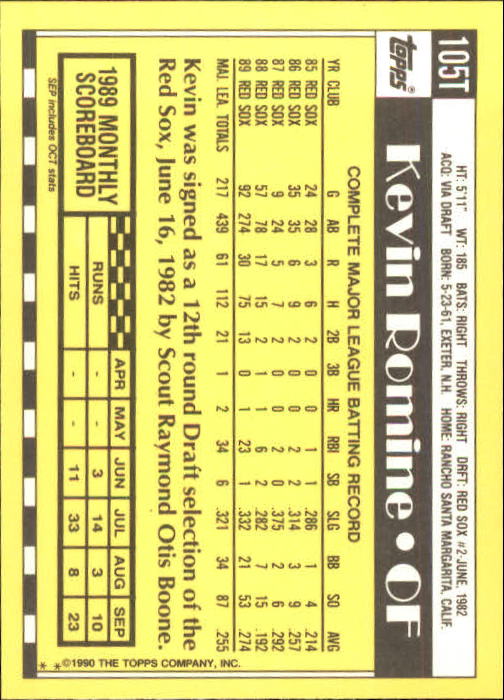 105T
HT: 5'11" WT: 185 BATS: RIGHT THROWS: RIGHT DRFT: RED SOX #2-JUNE, 1982
ACQ: VIA DRAFT BORN: 5-23-61, EXETER, N.H. HOME: RANCHO SANTA MARGARITA, CALIF.
topps®
Kevin Romine • OF
COMPLETE MAJOR LEAGUE BATTING RECORD
YR CLUB G AB R H 2B 3B HR RBI SB SLG BB SO AVG
85 RED SOX 24 28 3 6 2 0 0 1 1 .286 1 4 .214
86 RED SOX 35 35 6 9 2 0 0 2 2 .314 3 9 .257
87 RED SOX 9 24 5 7 2 0 0 2 0 .375 2 6 .292
88 RED SOX 57 78 17 15 2 1 1 6 2 .282 7 15 .192
89 RED SOX 92 274 30 75 13 0 1 23 1 .332 21 53 .274
MAJ. LEA. TOTALS 217 439 61 112 21 1 2 34 6 .321 34 87 .255
Kevin was signed as a 12th round Draft selection of the
Red Sox, June 16, 1982 by Scout Raymond Otis Boone.
1989 MONTHLY
SCOREBOARD
APR MAY JUN JUL AUG SEP
RUNS - - 3 14 3 10
HITS - - 11 33 8 23
SEP includes OCT stats
* * ©1990 THE TOPPS COMPANY, INC.